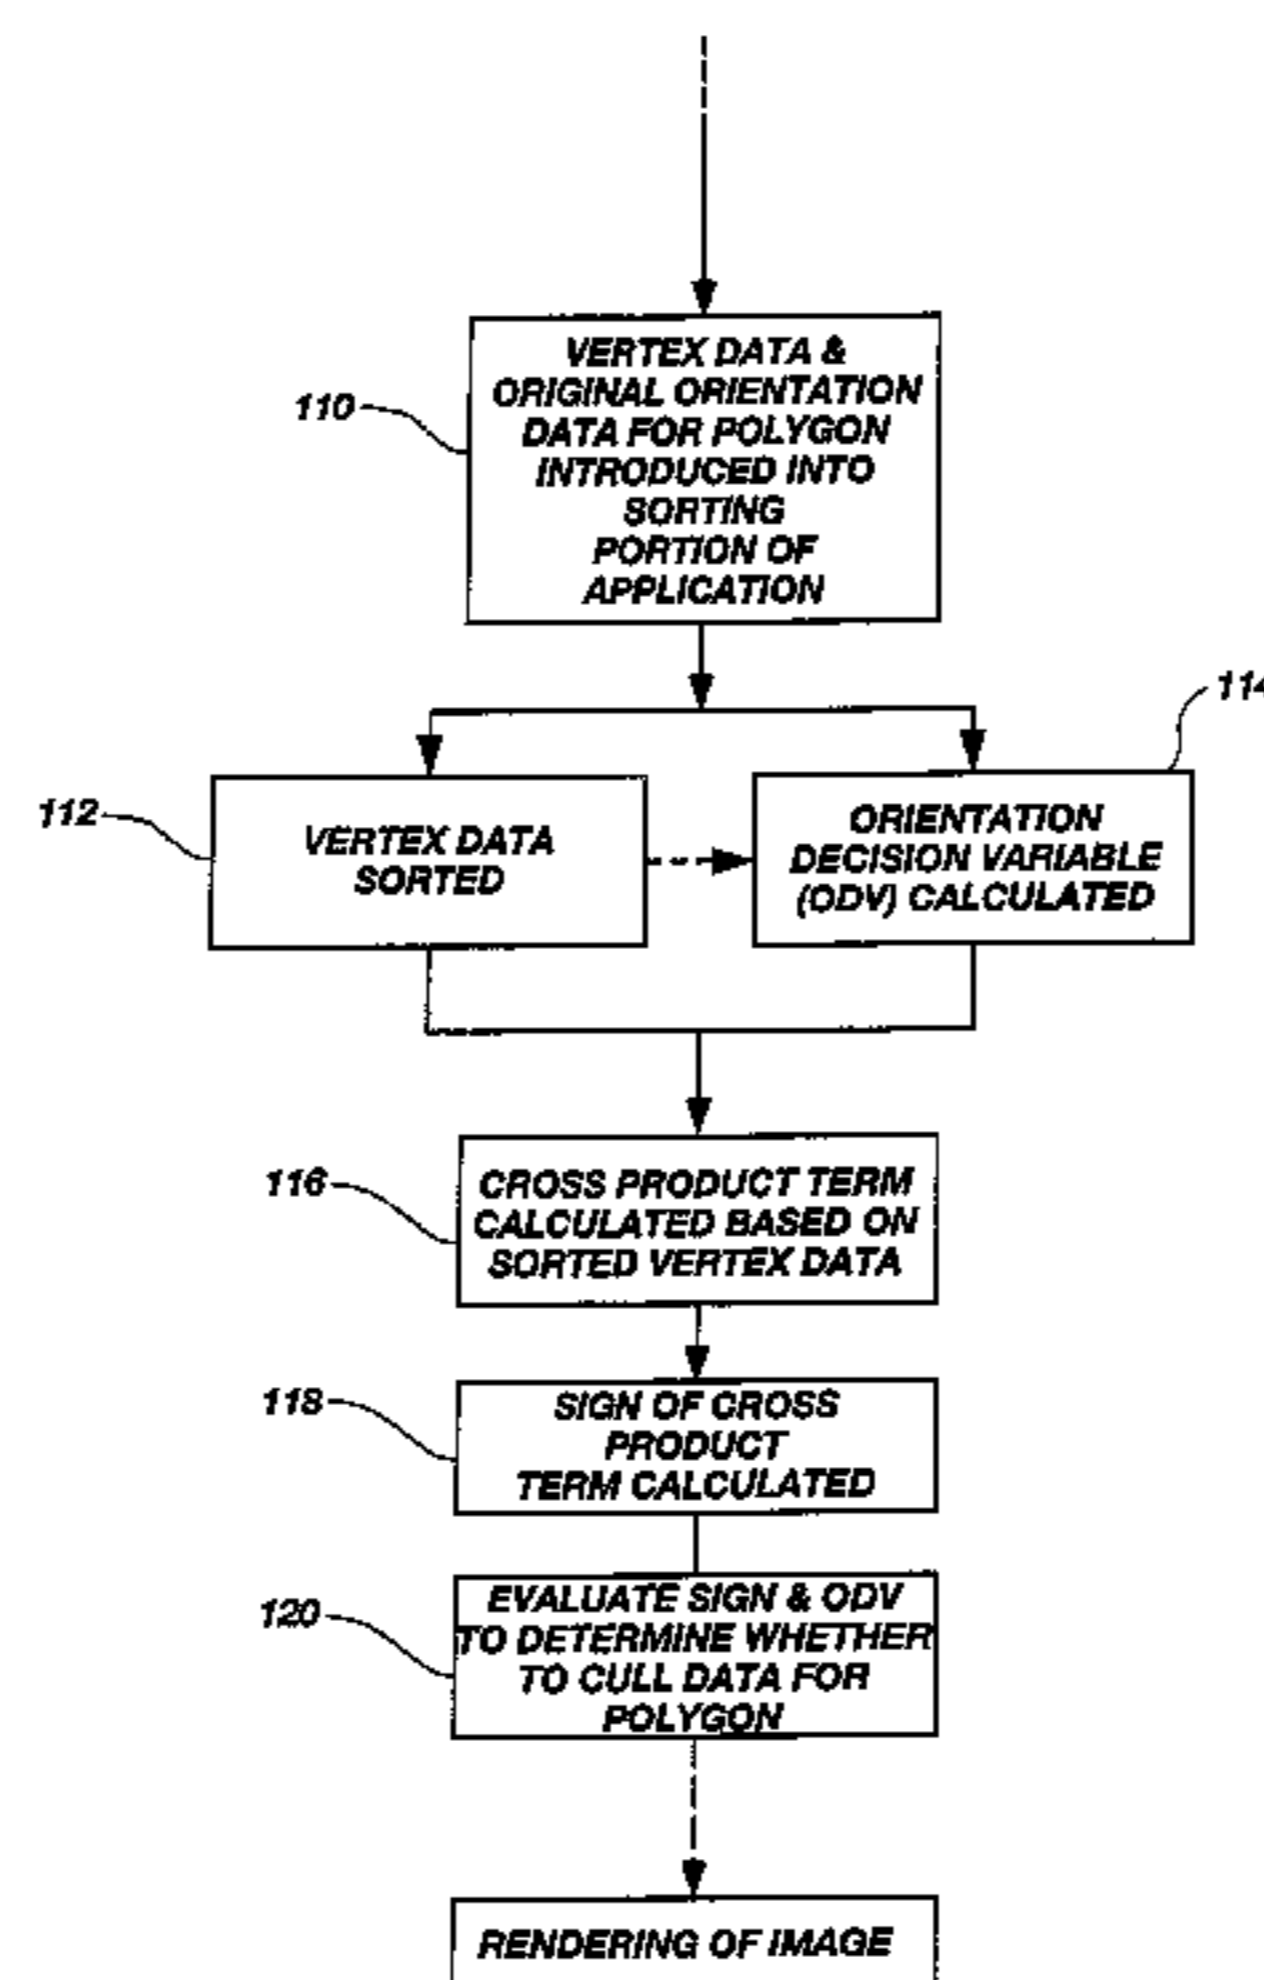 VERTEX DATA &
ORIGINAL ORIENTATION
DATA FOR POLYGON
INTRODUCED INTO
SORTING
PORTION OF
APPLICATION
110
114
112
VERTEX DATA
SORTED
ORIENTATION
DECISION VARIABLE
(ODV) CALCULATED
116
CROSS PRODUCT TERM
CALCULATED BASED ON
SORTED VERTEX DATA
118
SIGN OF CROSS
PRODUCT
TERM CALCULATED
120
EVALUATE SIGN & ODV
TO DETERMINE WHETHER
TO CULL DATA FOR
POLYGON
RENDERING OF IMAGE